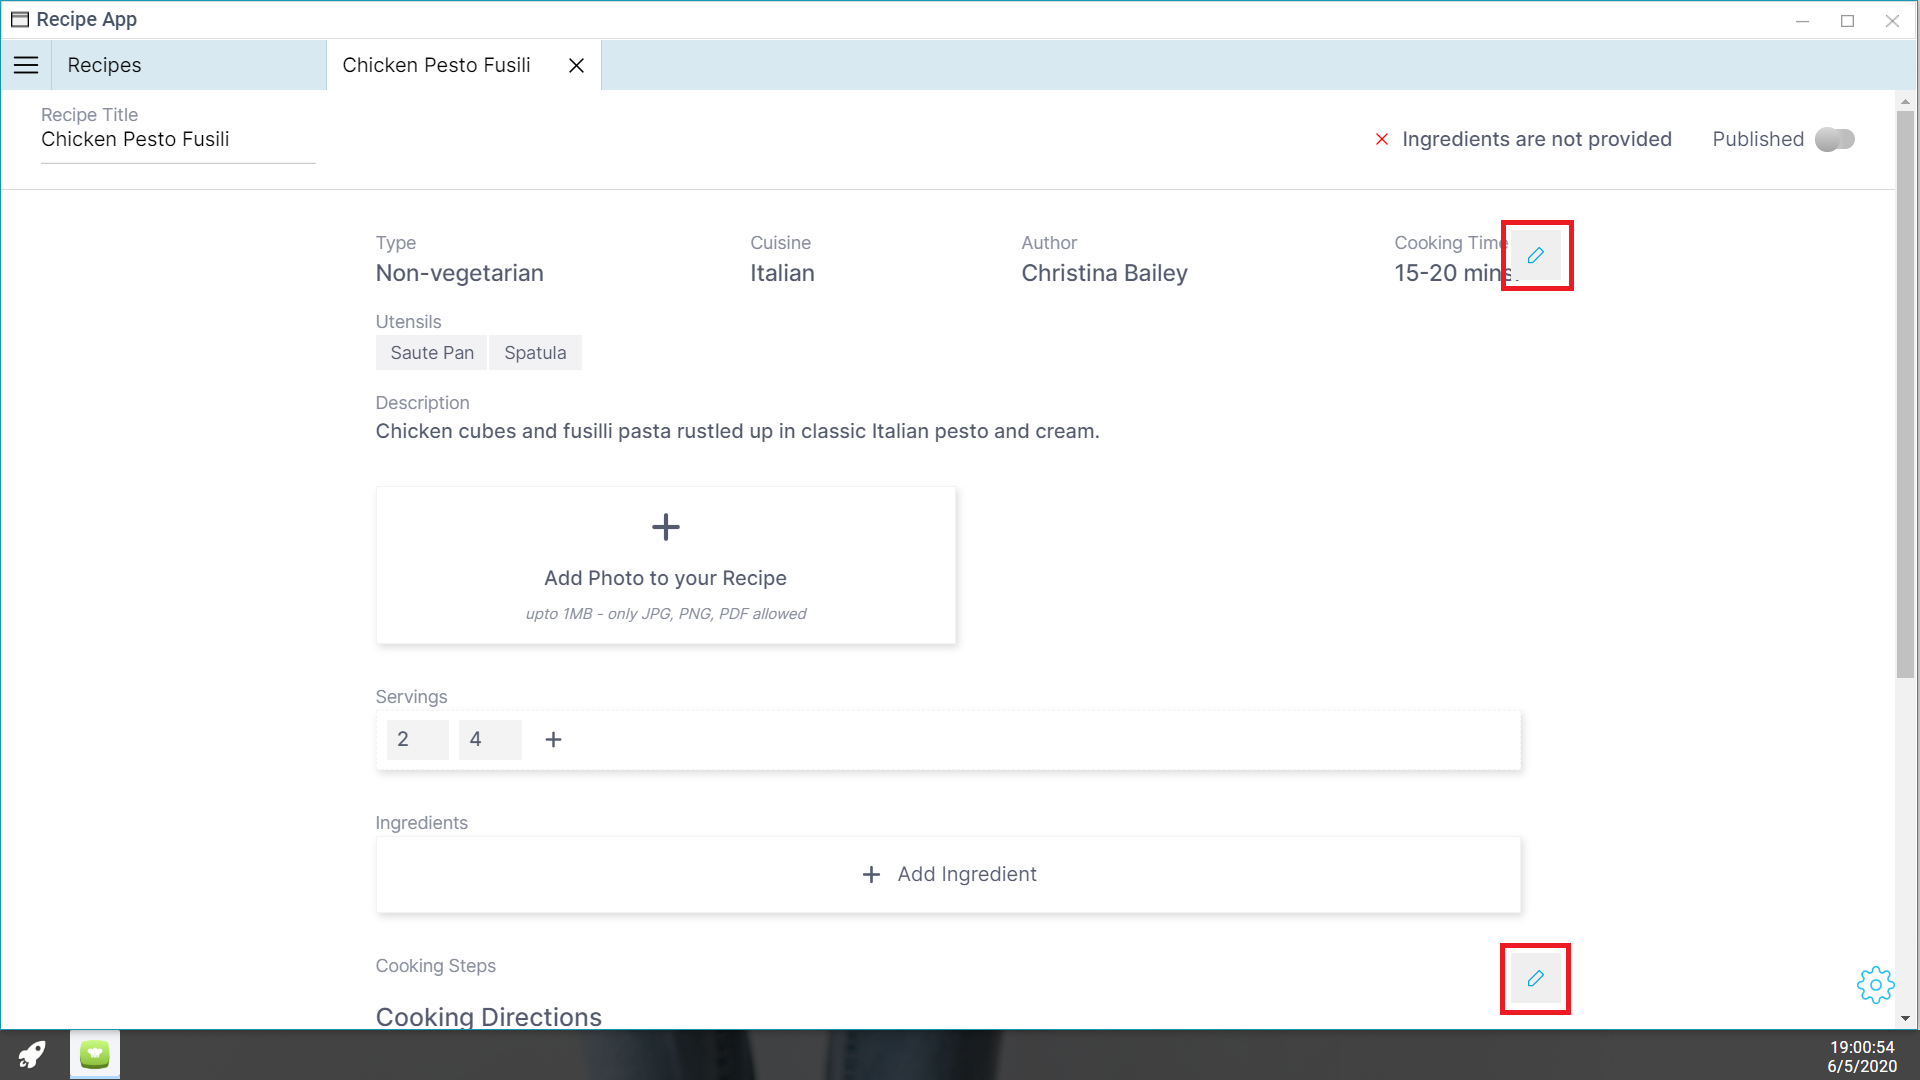 Recipe App
Recipes
Chicken Pesto Fusili
Recipe Title
Chicken Pesto Fusili
Ingredients are not provided
Published
Type
Cuisine
Author
Cooking Time
Non-vegetarian
Italian
Christina Bailey
15-20 mins.
Utensils
Saute Pan
Spatula
Description
Chicken cubes and fusilli pasta rustled up in classic Italian pesto and cream.
Add Photo to your Recipe
upto 1MB - only JPG, PNG, PDF allowed
Servings
2
4
Ingredients
Add Ingredient
Cooking Steps
Cooking Directions
19:00:54
6/5/2020